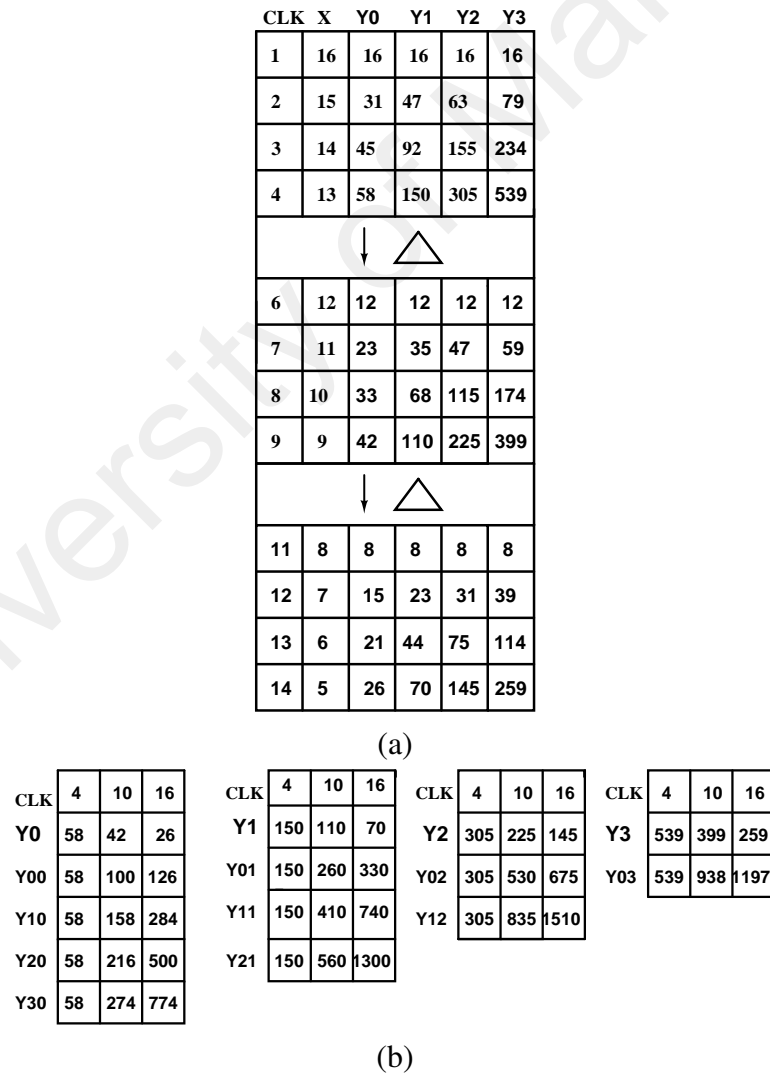 CLK X Y0 Y1 Y2 Y3
1 16 16 16 16 16
2 15 31 47 63 79
3 14 45 92 155 234
4 13 58 150 305 539
6 12 12 12 12 12
7 11 23 35 47 59
8 10 33 68 115 174
9 9 42 110 225 399
11 8 8 8 8 8
12 7 15 23 31 39
13 6 21 44 75 114
14 5 26 70 145 259
(a)
CLK 4 10 16
Y0 58 42 26
Y00 58 100 126
Y10 58 158 284
Y20 58 216 500
Y30 58 274 774
CLK 4 10 16
Y1 150 110 70
Y01 150 260 330
Y11 150 410 740
Y21 150 560 1300
CLK 4 10 16
Y2 305 225 145
Y02 305 530 675
Y12 305 835 1510
CLK 4 10 16
Y3 539 399 259
Y03 539 938 1197
(b)
versity of Ma